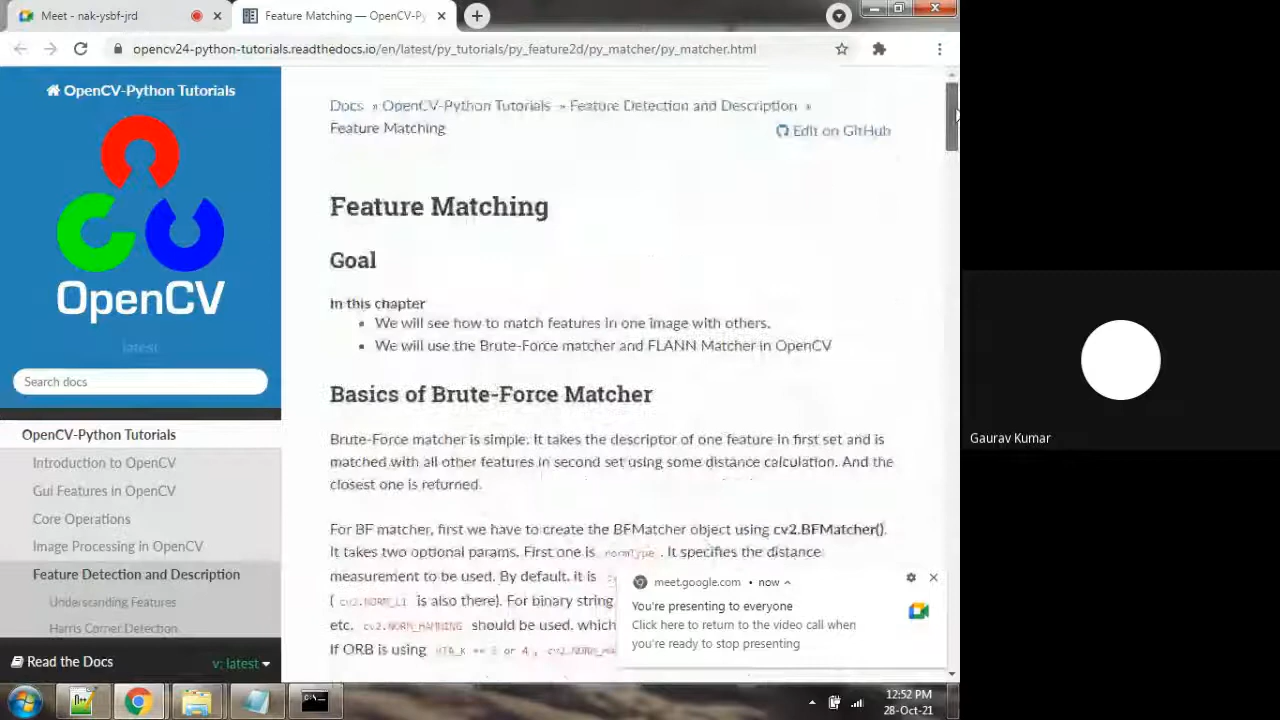 Meet - nak-ysbf-jrd
Feature Matching — OpenCV-Py
opencv24-python-tutorials.readthedocs.io/en/latest/py_tutorials/py_feature2d/py_matcher/py_matcher.html
OpenCV-Python Tutorials
OpenCV
latest
Search docs
OpenCV-Python Tutorials
Introduction to OpenCV
Gui Features in OpenCV
Core Operations
Image Processing in OpenCV
Feature Detection and Description
Understanding Features
Harris Corner Detection
Read the Docs
v: latest
Docs » OpenCV-Python Tutorials » Feature Detection and Description »
Feature Matching
Edit on GitHub
Feature Matching
Goal
In this chapter
• We will see how to match features in one image with others.
• We will use the Brute-Force matcher and FLANN Matcher in OpenCV
Basics of Brute-Force Matcher
Brute-Force matcher is simple. It takes the descriptor of one feature in first set and is
matched with all other features in second set using some distance calculation. And the
closest one is returned.
For BF matcher, first we have to create the BFMatcher object using cv2.BFMatcher().
It takes two optional params. First one is normType . It specifies the distance
measurement to be used. By default, it is
( cv2.NORM_L1 is also there). For binary string
etc, cv2.NORM_HAMMING should be used, which
If ORB is using
meet.google.com • now
You're presenting to everyone
Click here to return to the video call when
you're ready to stop presenting
Gaurav Kumar
12:52 PM
28-Oct-21